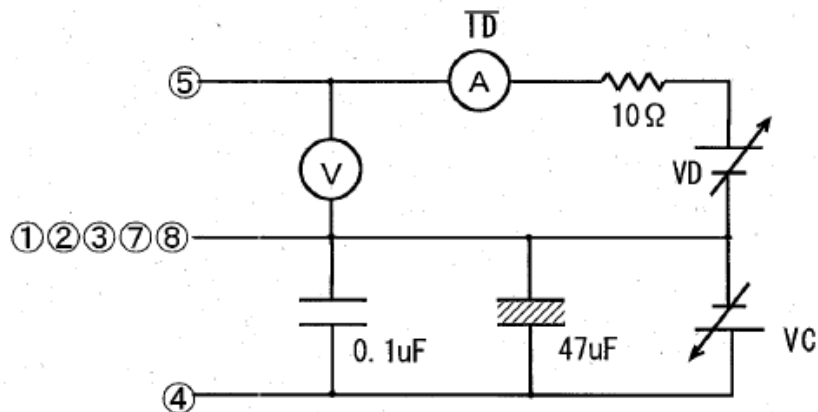 ID
⑤
A
10Ω
V
VD
①②③⑦⑧
0.1uF
47uF
VC
④